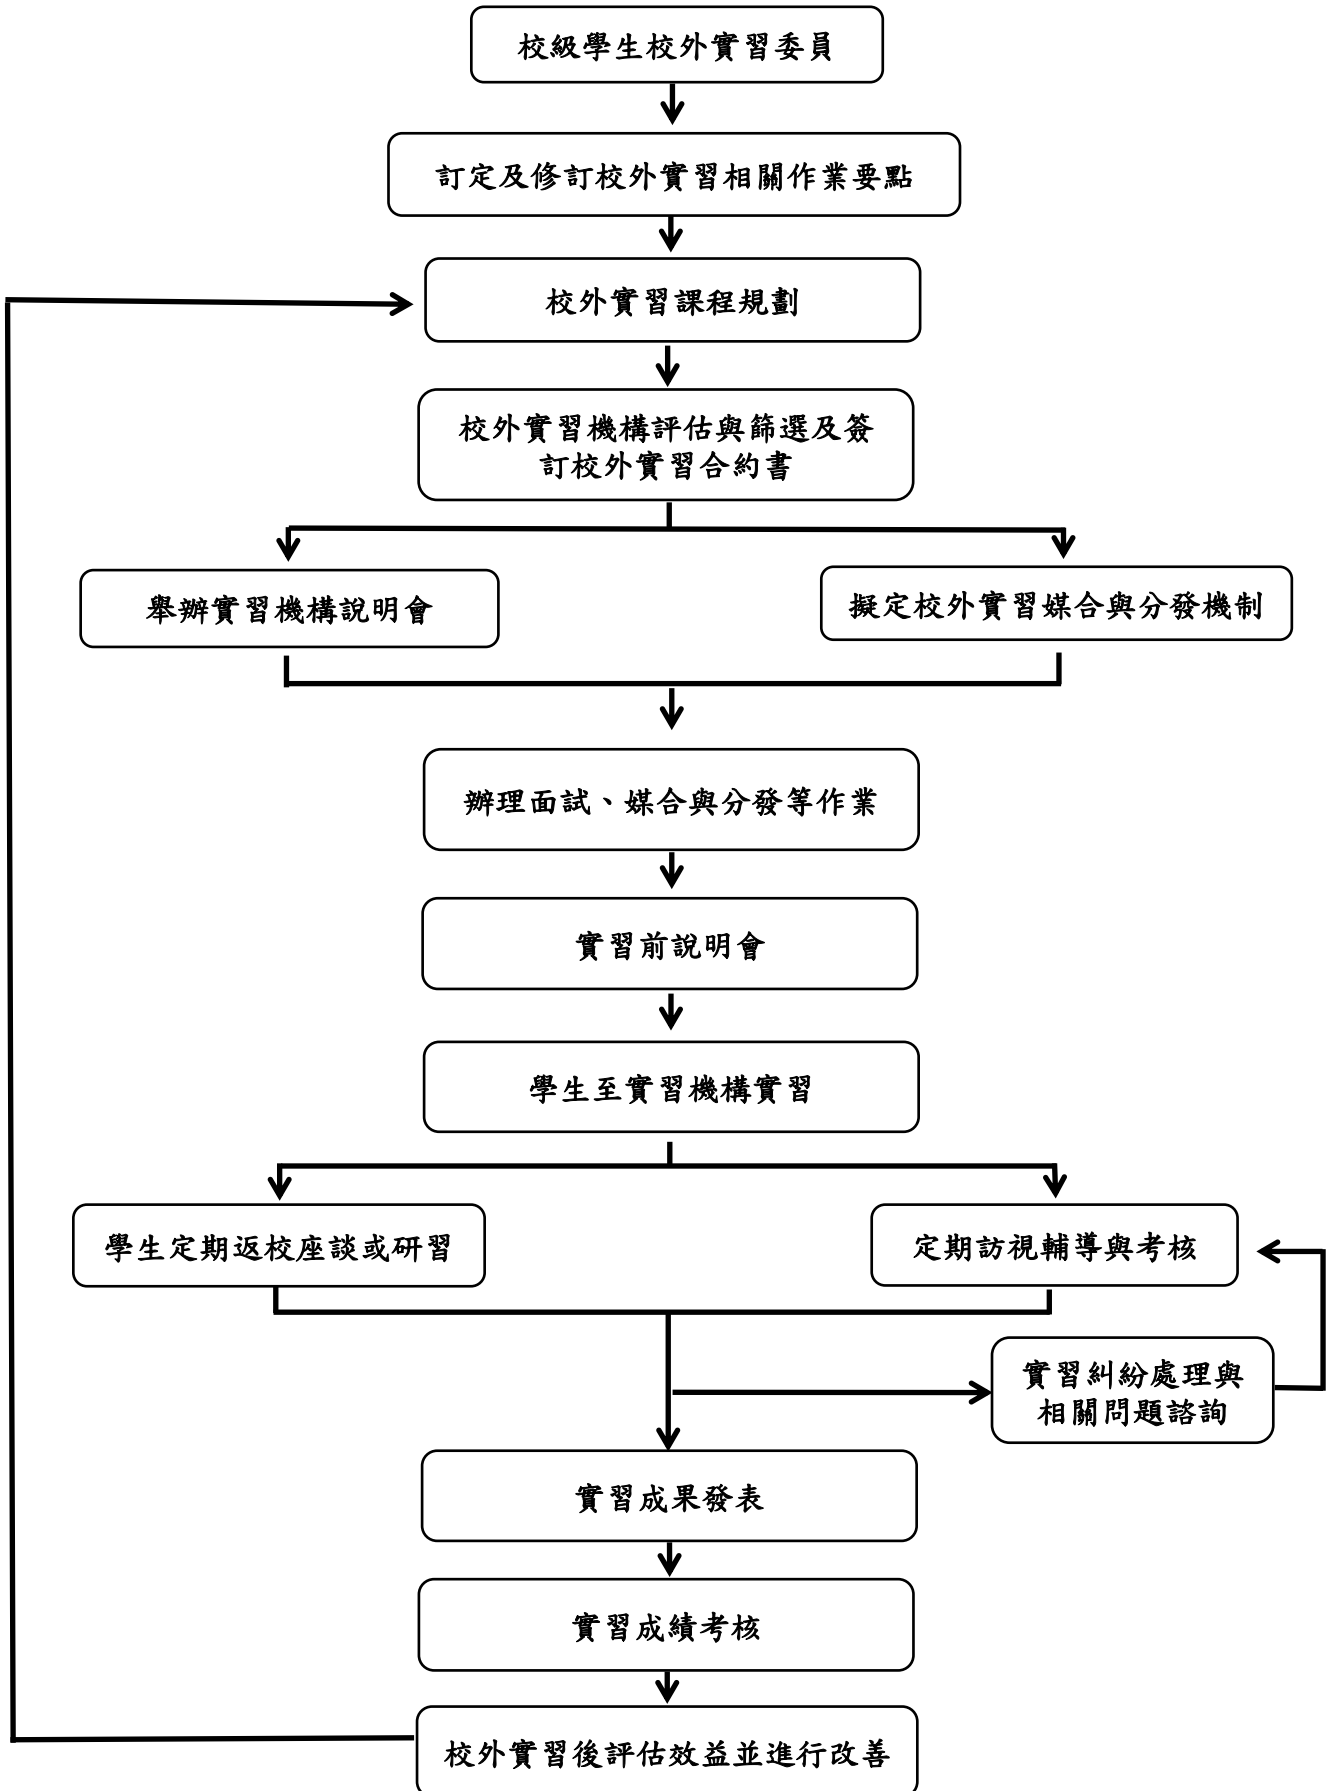 校級學生校外實習委員
訂定及修訂校外實習相關作業要點
校外實習課程規劃
校外實習機構評估與篩選及簽
訂校外實習合約書
舉辦實習機構說明會
擬定校外實習媒合與分發機制
辦理面試、媒合與分發等作業
實習前說明會
學生至實習機構實習
學生定期返校座談或研習
定期訪視輔導與考核
實習糾紛處理與
相關問題諮詢
實習成果發表
實習成績考核
校外實習後評估效益並進行改善